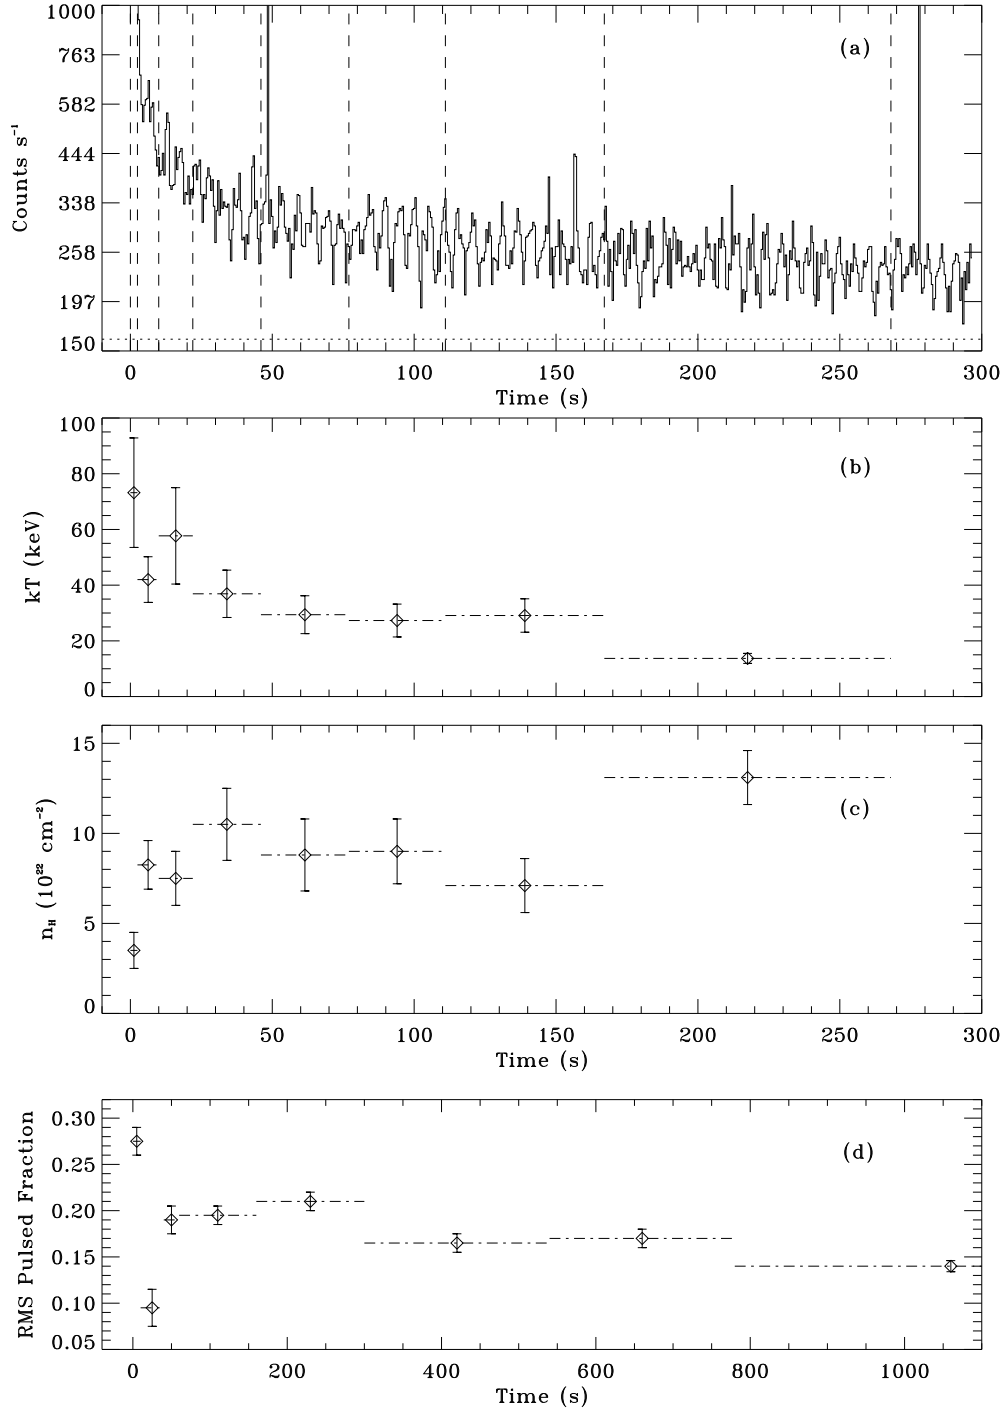 1000
763
582
444
338
258
197
150
Counts s⁻¹
(a)
0 50 100 150 200 250 300
Time (s)
100
80
60
40
20
0
kT (keV)
(b)
15
10
5
0
n_H (10²² cm⁻²)
(c)
0 50 100 150 200 250 300
Time (s)
0.30
0.25
0.20
0.15
0.10
0.05
RMS Pulsed Fraction
(d)
0 200 400 600 800 1000
Time (s)